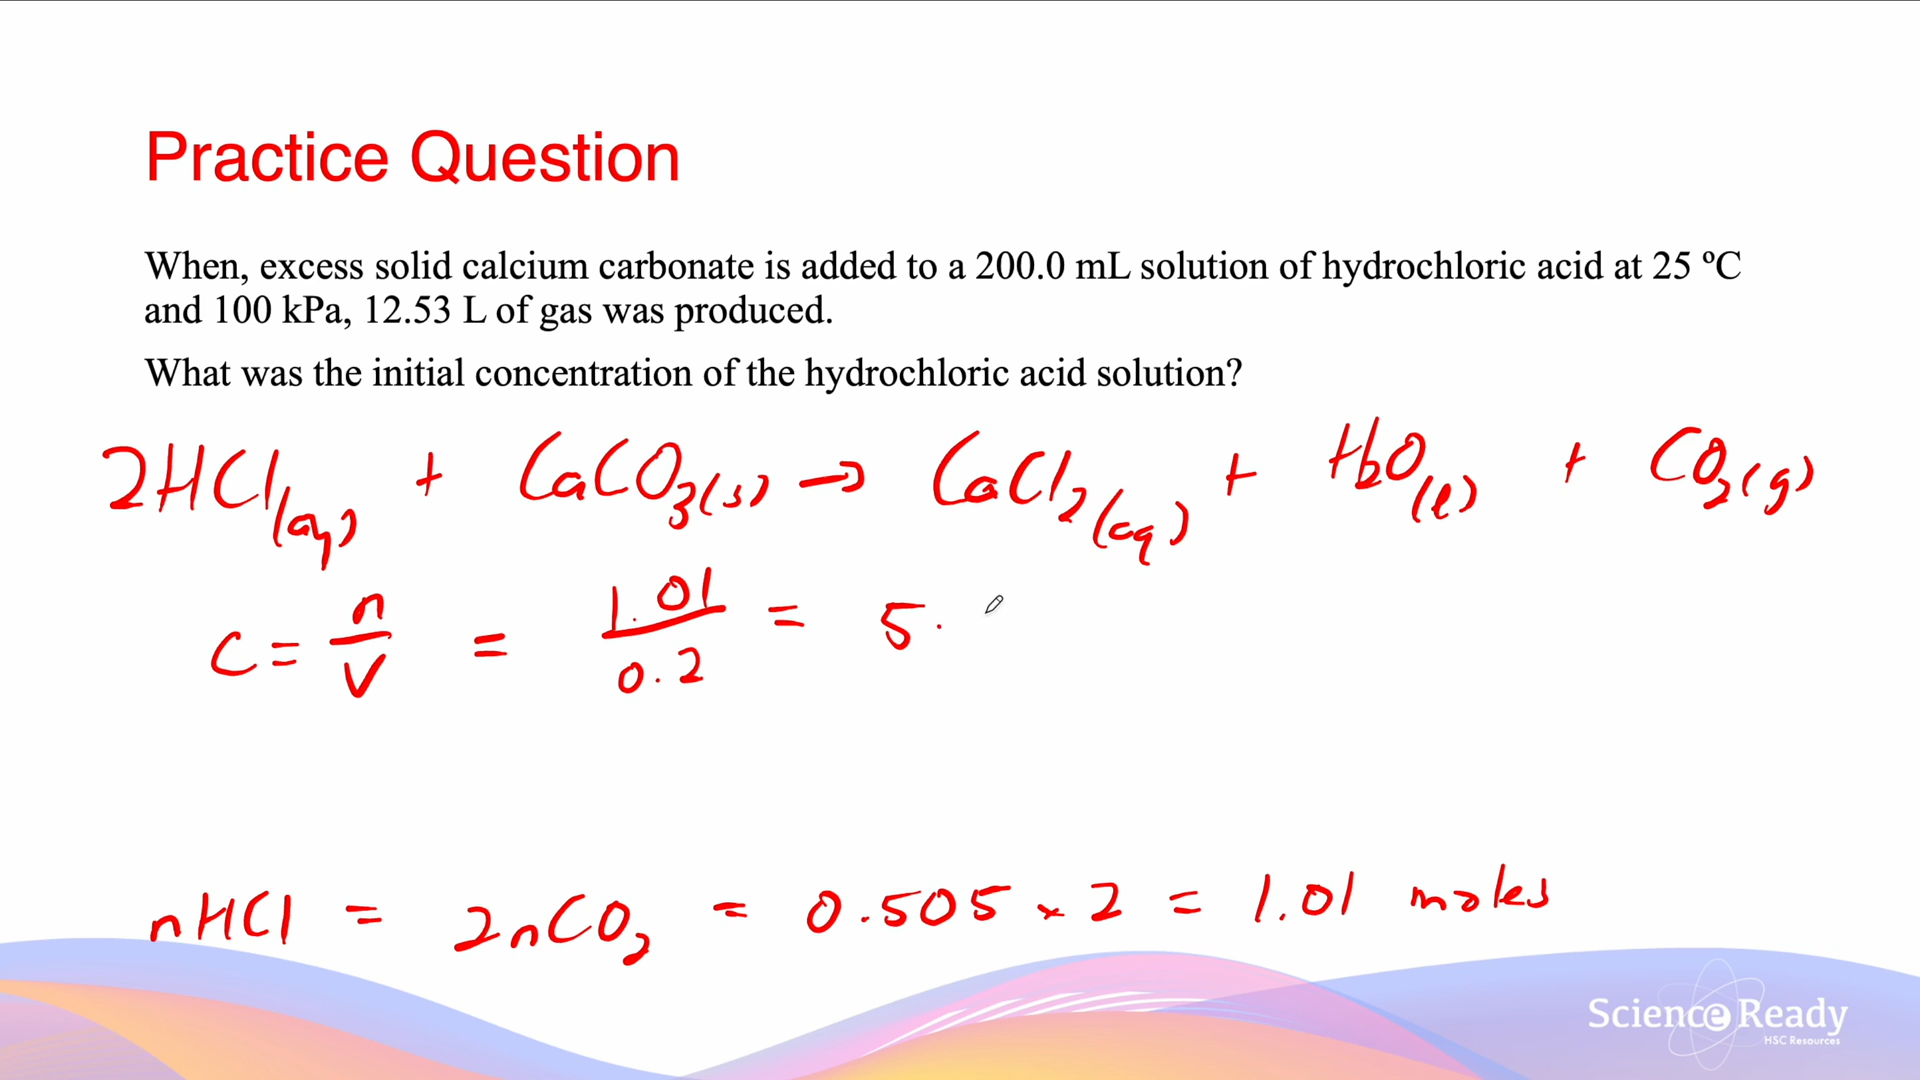 Practice Question
When, excess solid calcium carbonate is added to a 200.0 mL solution of hydrochloric acid at 25 ºC
and 100 kPa, 12.53 L of gas was produced.
What was the initial concentration of the hydrochloric acid solution?
2HCl(aq) + CaCO3(s) → CaCl2(aq) + H2O(l) + CO2(g)
c = n/V = 1.01/0.2 = 5.
nHCl = 2nCO2 = 0.505 × 2 = 1.01 moles
Science Ready
HSC Resources